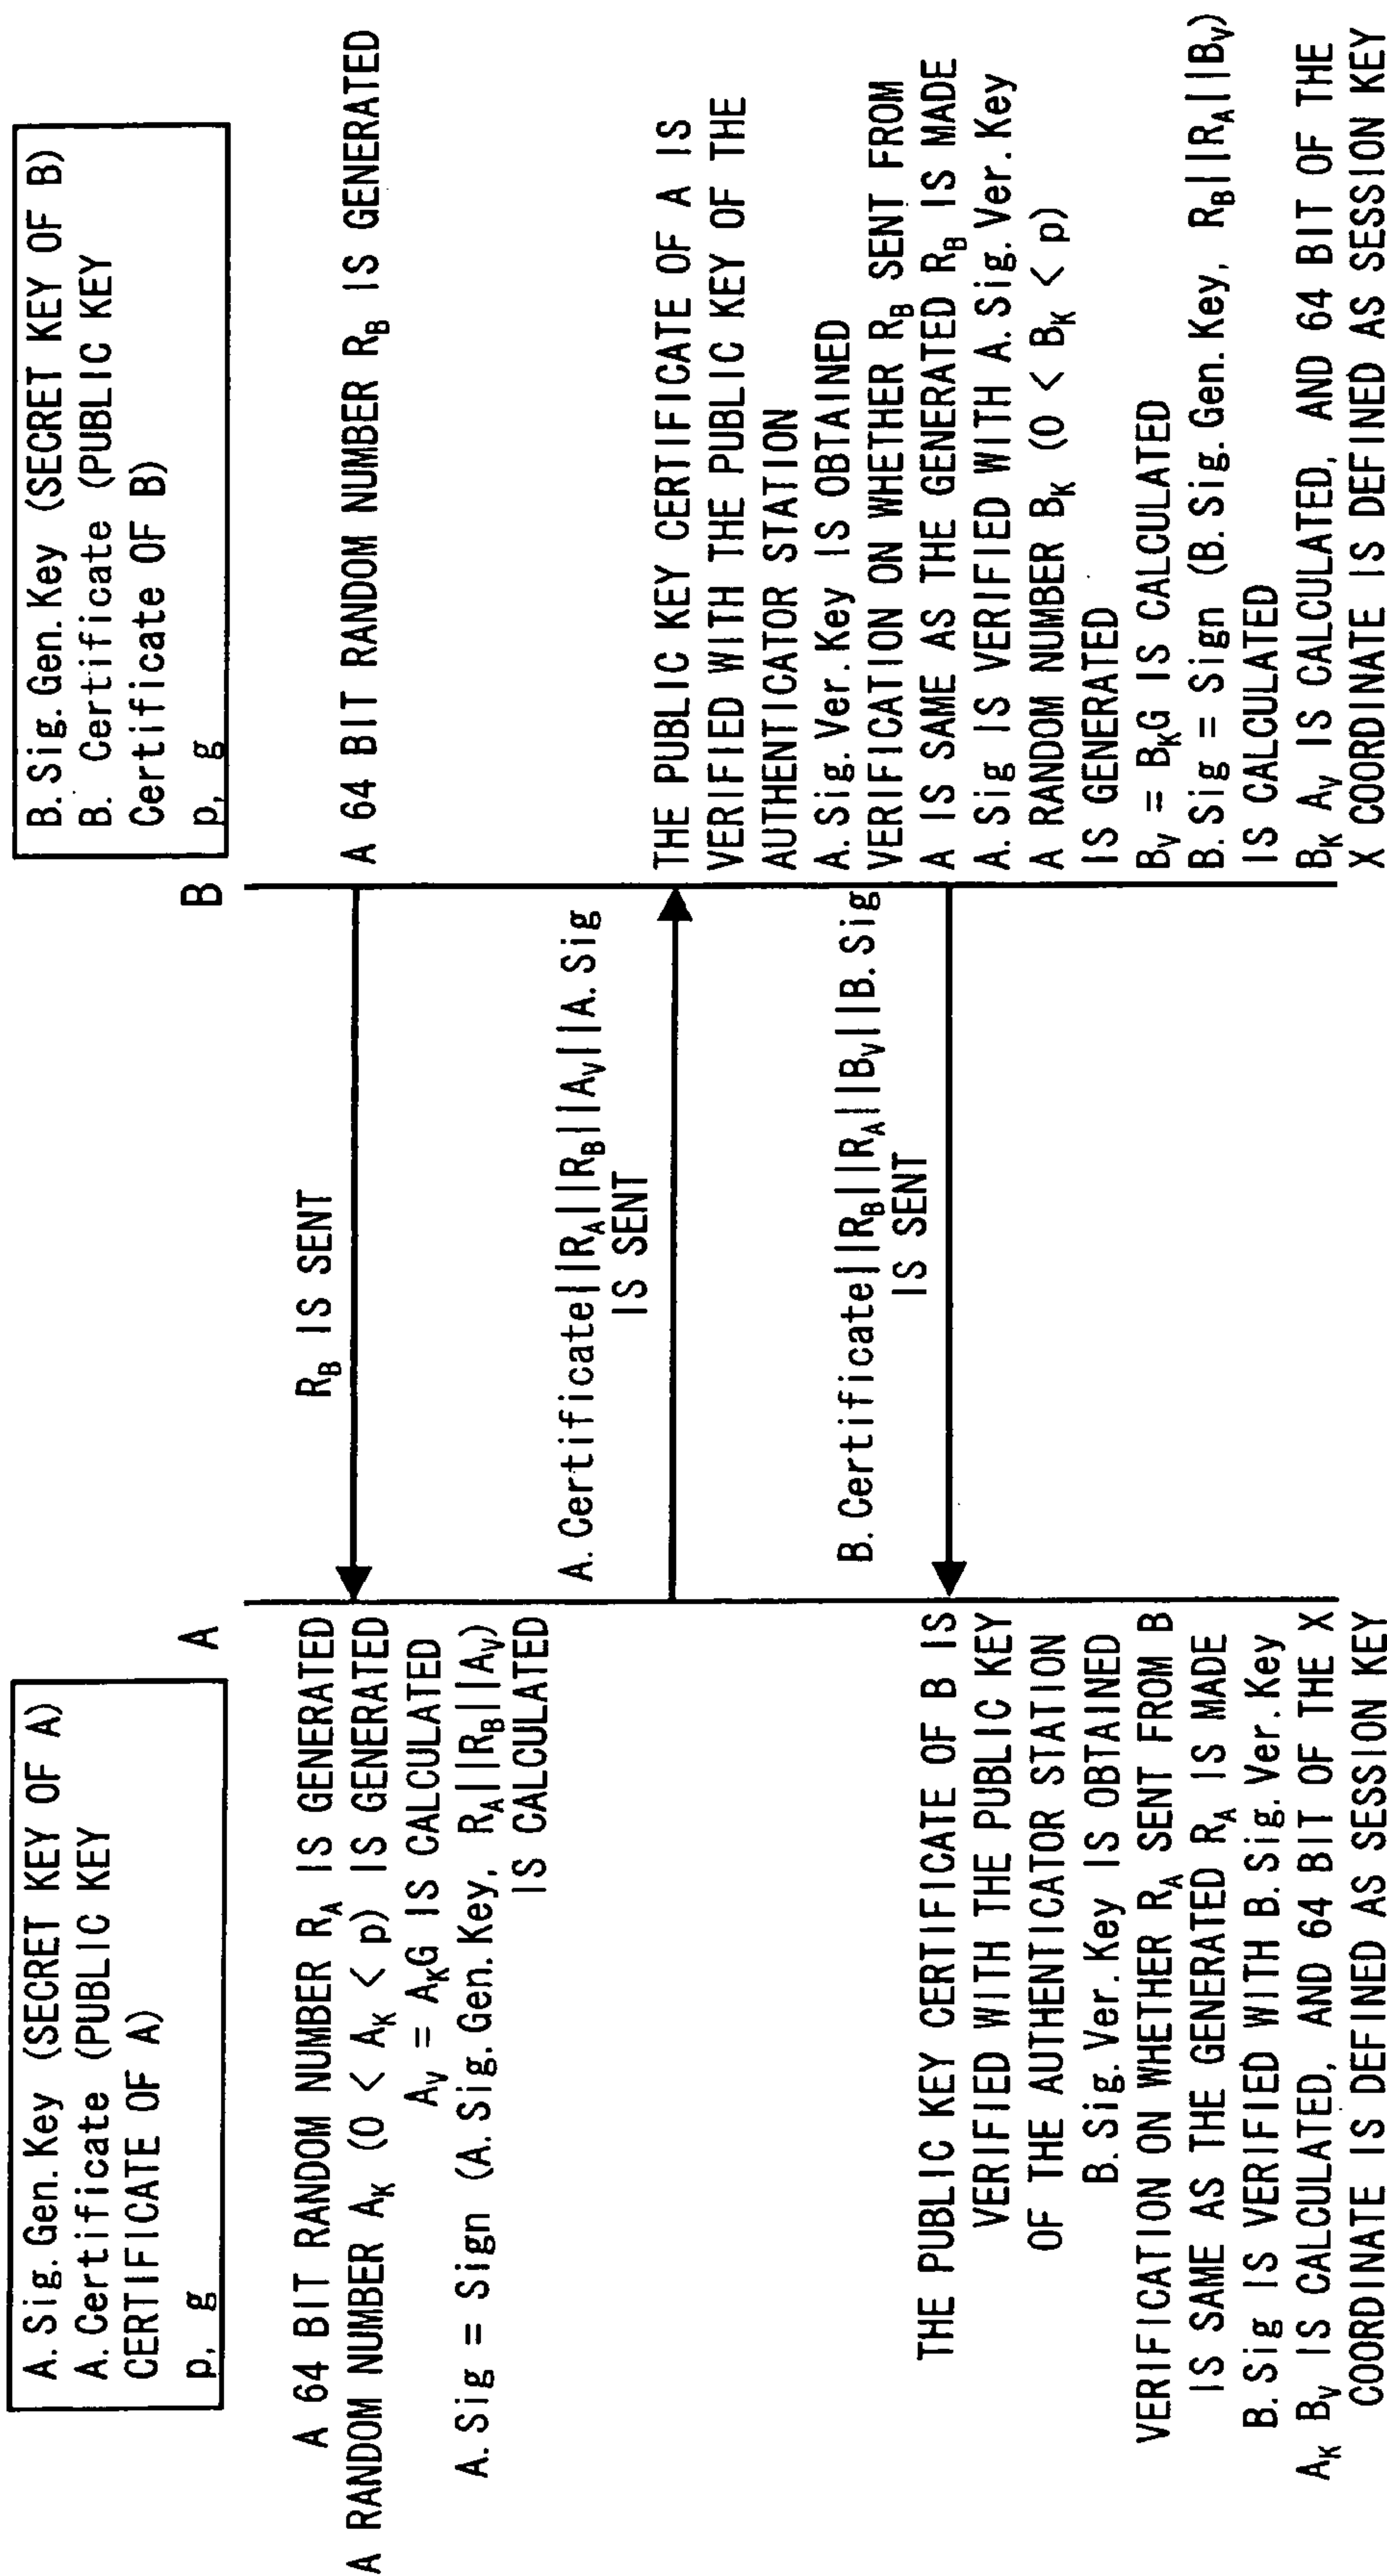 A. Sig. Gen. Key (SECRET KEY OF A)
A. Certificate (PUBLIC KEY
CERTIFICATE OF A)
p, g
A
A 64 BIT RANDOM NUMBER R_A IS GENERATED
A RANDOM NUMBER A_K (0 < A_K < p) IS GENERATED
A_V = A_KG IS CALCULATED
A. Sig = Sign (A. Sig. Gen. Key, R_A||R_B||A_V)
IS CALCULATED
THE PUBLIC KEY CERTIFICATE OF B IS
VERIFIED WITH THE PUBLIC KEY
OF THE AUTHENTICATOR STATION
B. Sig. Ver. Key IS OBTAINED
VERIFICATION ON WHETHER R_A SENT FROM B
IS SAME AS THE GENERATED R_A IS MADE
B. Sig IS VERIFIED WITH B. Sig. Ver. Key
A_K B_V IS CALCULATED, AND 64 BIT OF THE X
COORDINATE IS DEFINED AS SESSION KEY
R_B IS SENT
A. Certificate||R_A||R_B||A_V||A. Sig
IS SENT
B. Certificate||R_B||R_A||B_V||B. Sig
IS SENT
B. Sig. Gen. Key (SECRET KEY OF B)
B. Certificate (PUBLIC KEY
Certificate OF B)
p, g
B
A 64 BIT RANDOM NUMBER R_B IS GENERATED
THE PUBLIC KEY CERTIFICATE OF A IS
VERIFIED WITH THE PUBLIC KEY OF THE
AUTHENTICATOR STATION
A. Sig. Ver. Key IS OBTAINED
VERIFICATION ON WHETHER R_B SENT FROM
A IS SAME AS THE GENERATED R_B IS MADE
A. Sig IS VERIFIED WITH A. Sig. Ver. Key
A RANDOM NUMBER B_K (0 < B_K < p)
IS GENERATED
B_V = B_KG IS CALCULATED
B. Sig = Sign (B. Sig. Gen. Key, R_B||R_A||B_V)
IS CALCULATED
B_K A_V IS CALCULATED, AND 64 BIT OF THE
X COORDINATE IS DEFINED AS SESSION KEY